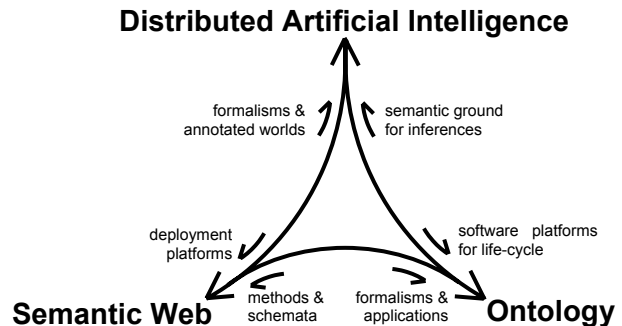 Distributed Artificial Intelligence
formalisms &
annotated worlds
semantic ground
for inferences
deployment
platforms
software platforms
for life-cycle
Semantic Web
methods &
schemata
formalisms &
applications
Ontology